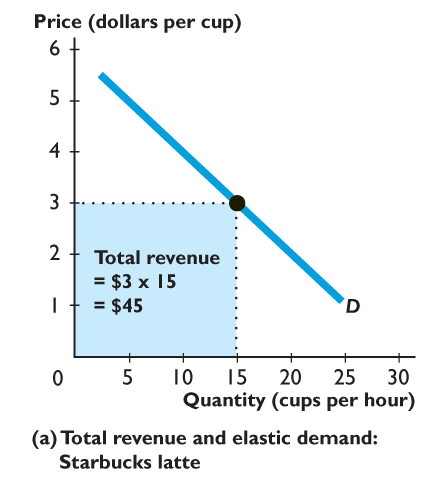 Price (dollars per cup)
6
5
4
3
2
1
Total revenue
= $3 x 15
= $45
D
0 5 10 15 20 25 30
Quantity (cups per hour)
(a) Total revenue and elastic demand:
Starbucks latte